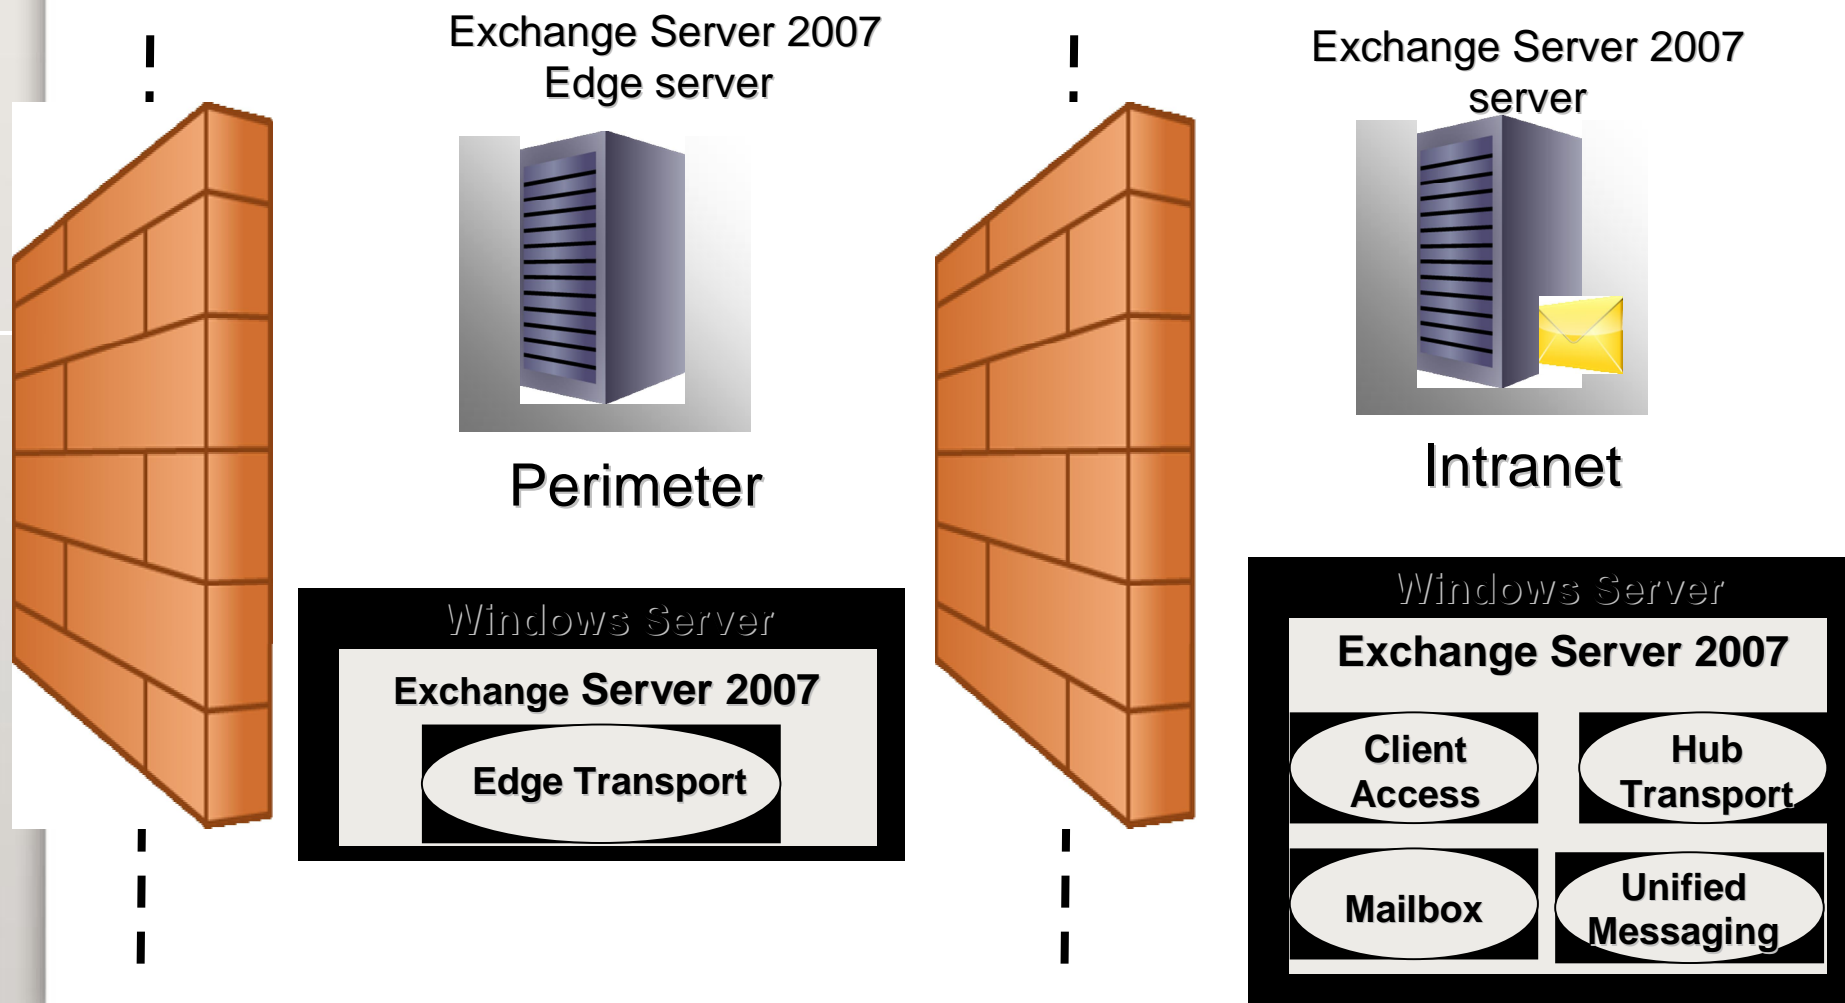 Exchange Server 2007
Edge server
Perimeter
Windows Server
Exchange Server 2007
Edge Transport
Exchange Server 2007
server
Intranet
Windows Server
Exchange Server 2007
Client
Access
Hub
Transport
Mailbox
Unified
Messaging